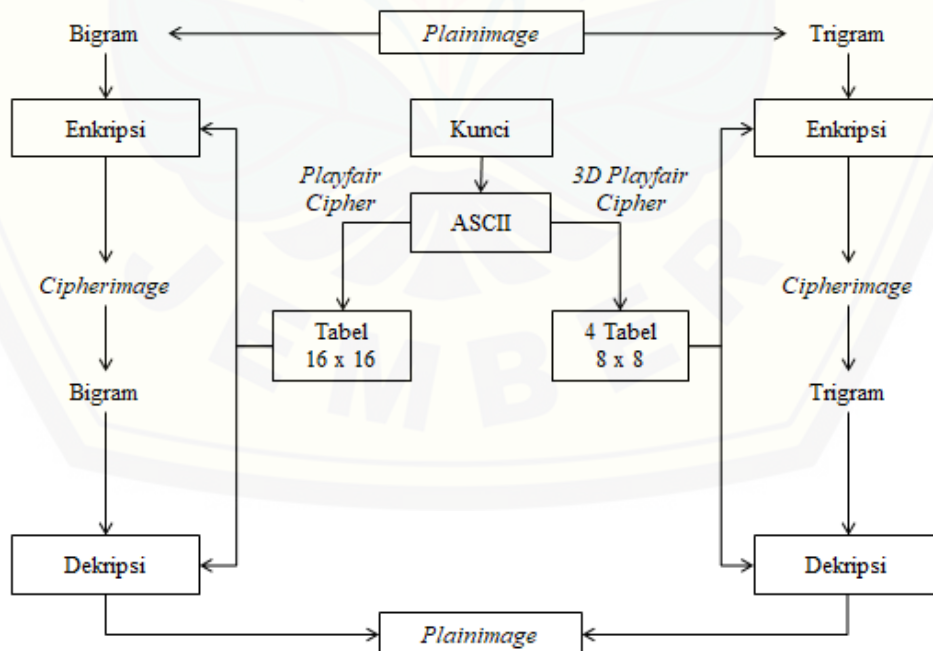 Bigram
Plainimage
Trigram
Enkripsi
Kunci
Enkripsi
Playfair
Cipher
3D Playfair
Cipher
ASCII
Cipherimage
Cipherimage
Tabel
16 x 16
4 Tabel
8 x 8
JEMBER
Bigram
Trigram
Dekripsi
Dekripsi
Plainimage